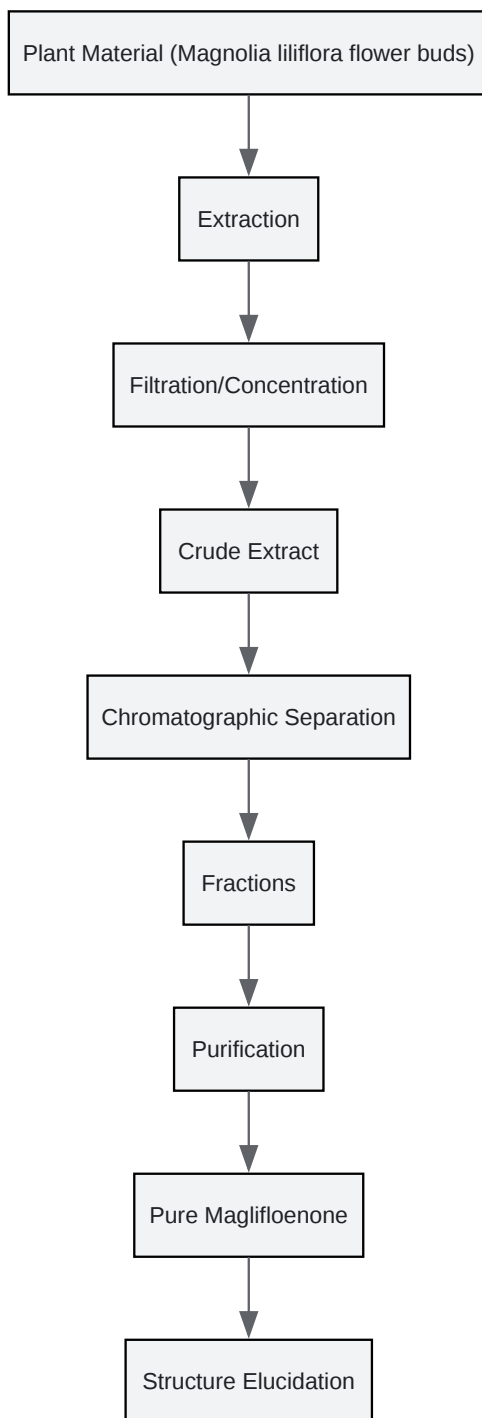 Plant Material (Magnolia liliflora flower buds)
Extraction
Filtration/Concentration
Crude Extract
Chromatographic Separation
Fractions
Purification
Pure Maglifloenone
Structure Elucidation